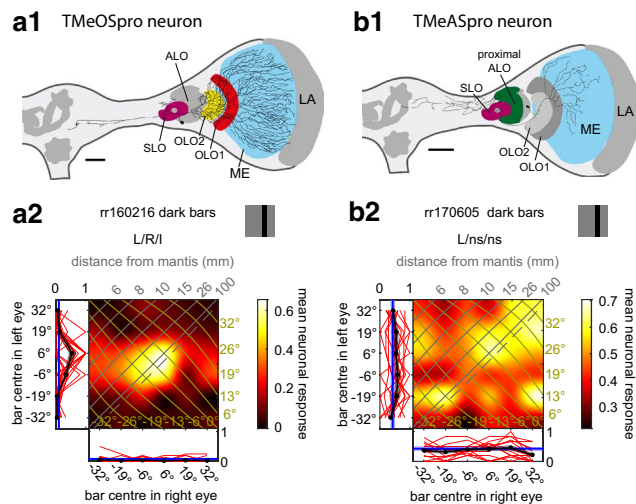 a1 TMeOSpro neuron
ALO
LA
SLO
OLO2
OLO1
ME
b1 TMeASpro neuron
proximal
ALO
SLO
ME
LA
OLO2
OLO1
a2 rr160216 dark bars
L/R/I
distance from mantis (mm)
0 1 6 10 15 26 100
bar centre in left eye
32°
19°
6°
-6°
-19°
-32°
32°
26°
19°
13°
6°
-32° -26° -19° -13° -6° 0°
1
0
-32°
-19°
-6°
6°
19°
32°
bar centre in right eye
mean neuronal response
0.6
0.4
0.2
0
b2 rr170605 dark bars
L/ns/ns
distance from mantis (mm)
0 1 6 10 15 26 100
bar centre in left eye
32°
19°
6°
-6°
-19°
-32°
32°
26°
19°
13°
6°
-32° -26° -19° -13° -6° 0°
1
0
-32°
-19°
-6°
6°
19°
32°
bar centre in right eye
mean neuronal response
0.7
0.6
0.5
0.4
0.3